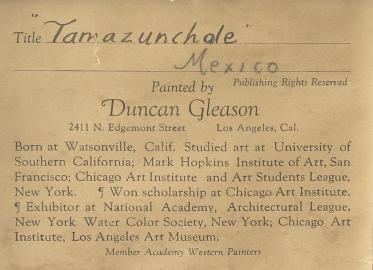 Title "Tamazunchale"
Mexico
Publishing Rights Reserved
Painted by
Duncan Gleason
2411 N. Edgemont Street Los Angeles, Cal.
Born at Watsonville, Calif. Studied art at University of
Southern California; Mark Hopkins Institute of Art, San
Francisco; Chicago Art Institute and Art Students League,
New York. ¶ Won scholarship at Chicago Art Institute.
¶ Exhibitor at National Academy, Architectural League,
New York Water Color Society, New York; Chicago Art
Institute, Los Angeles Art Museum.
Member Academy Western Painters